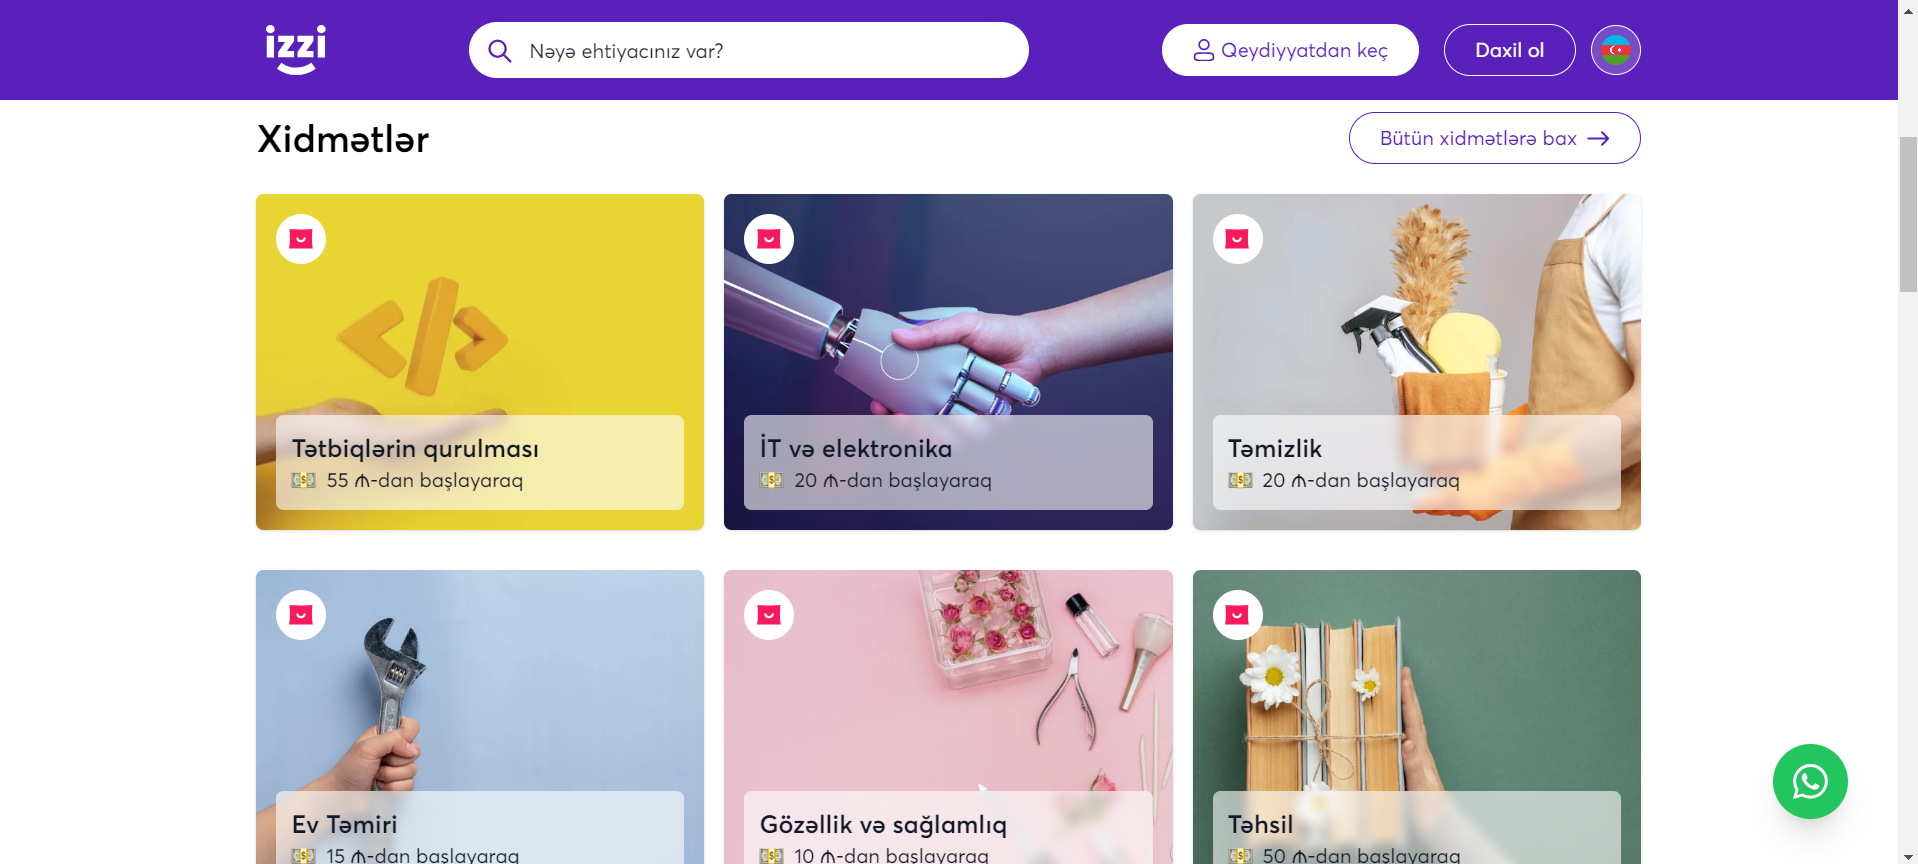 izzi
Nəyə ehtiyacınız var?
Qeydiyyatdan keç
Daxil ol
Xidmətlər
Bütün xidmətlərə bax
Tətbiqlərin qurulması
55 ₼-dan başlayaraq
İT və elektronika
20 ₼-dan başlayaraq
Təmizlik
20 ₼-dan başlayaraq
Ev Təmiri
15 ₼-dan başlayaraq
Gözəllik və sağlamlıq
10 ₼-dan başlayaraq
Təhsil
50 ₼-dan başlayaraq